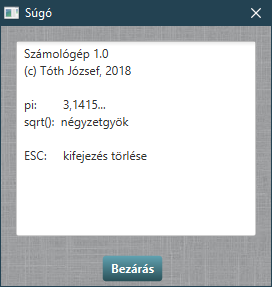 Súgó
Számológép 1.0
(c) Tóth József, 2018
pi: 3,1415...
sqrt(): négyzetgyök
ESC: kifejezés törlése
Bezárás